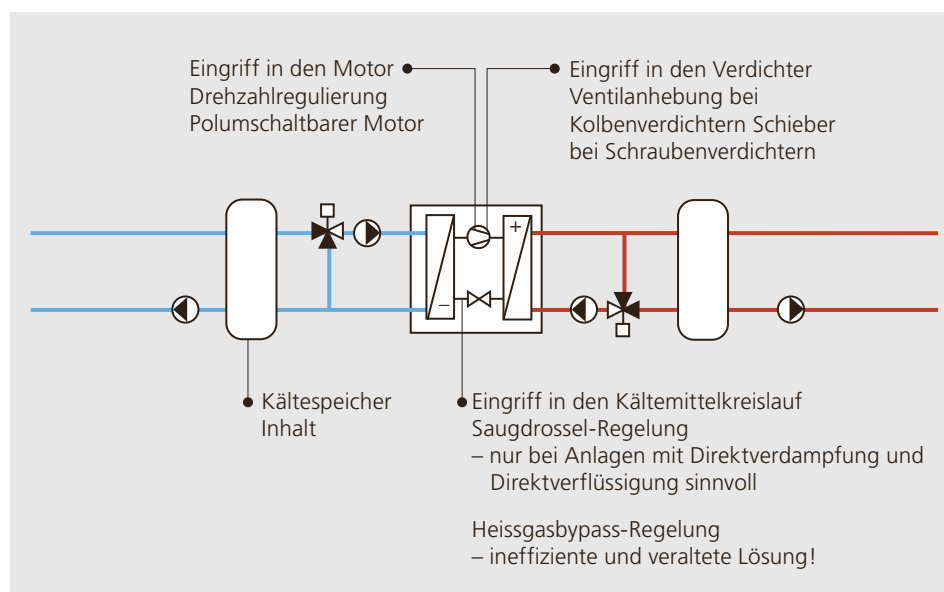 Eingriff in den Motor
Drehzahlregulierung
Polumschaltbarer Motor
Eingriff in den Verdichter
Ventilanhebung bei
Kolbenverdichtern Schieber
bei Schraubenverdichtern
+
–
Kältespeicher
Inhalt
Eingriff in den Kältemittelkreislauf
Saugdrossel-Regelung
– nur bei Anlagen mit Direktverdampfung und
Direktverflüssigung sinnvoll
Heissgasbypass-Regelung
– ineffiziente und veraltete Lösung!